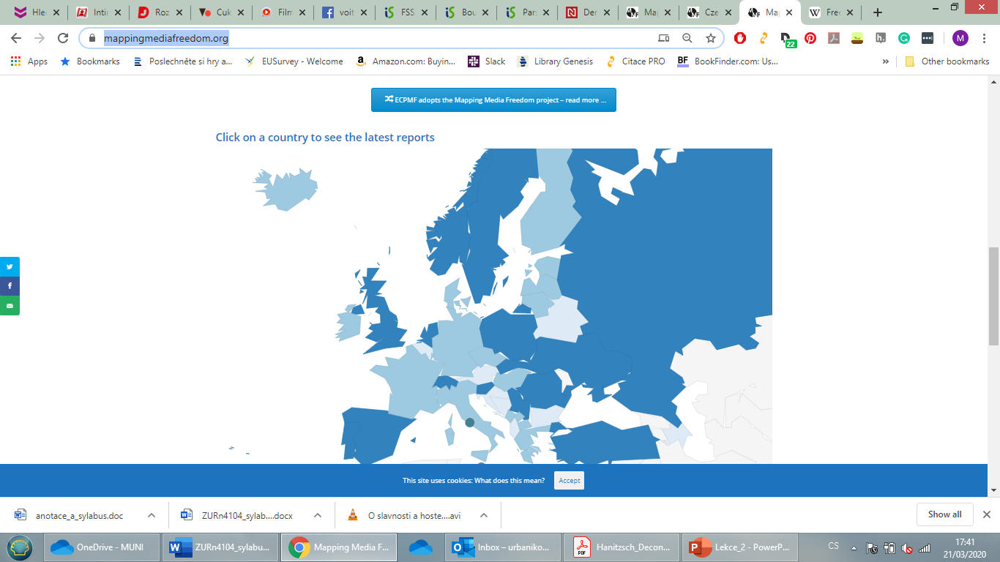 Hle
Inti
Roz
Cuk
Film
voit
FSS
Bou
Par
Der
Map
Cze
Map
Free
mappingmediafreedom.org
22
M
Apps
Bookmarks
Poslechněte si hry a...
EUSurvey - Welcome
Amazon.com: Buyin...
Slack
Library Genesis
Citace PRO
BF
BookFinder.com: Us...
Other bookmarks
ECPMF adopts the Mapping Media Freedom project – read more ...
Click on a country to see the latest reports
This site uses cookies: What does this mean?
Accept
anotace_a_sylabus.doc
ZURn4104_sylab....docx
O slavnosti a hoste....avi
Show all
OneDrive - MUNI
ZURn4104_sylabu...
Mapping Media F...
Inbox – urbaniko...
Hanitzsch_Decon...
Lekce_2 - PowerP...
CS
17:41
21/03/2020